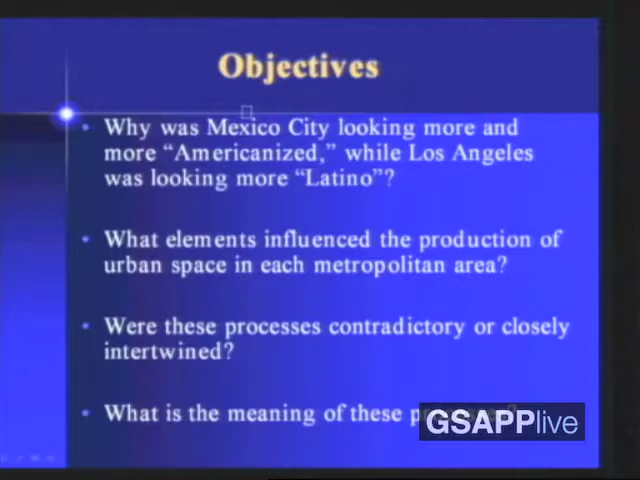 Objectives
• Why was Mexico City looking more and
more “Americanized,” while Los Angeles
was looking more “Latino”?
• What elements influenced the production of
urban space in each metropolitan area?
• Were these processes contradictory or closely
intertwined?
• What is the meaning of these
GSAPPlive